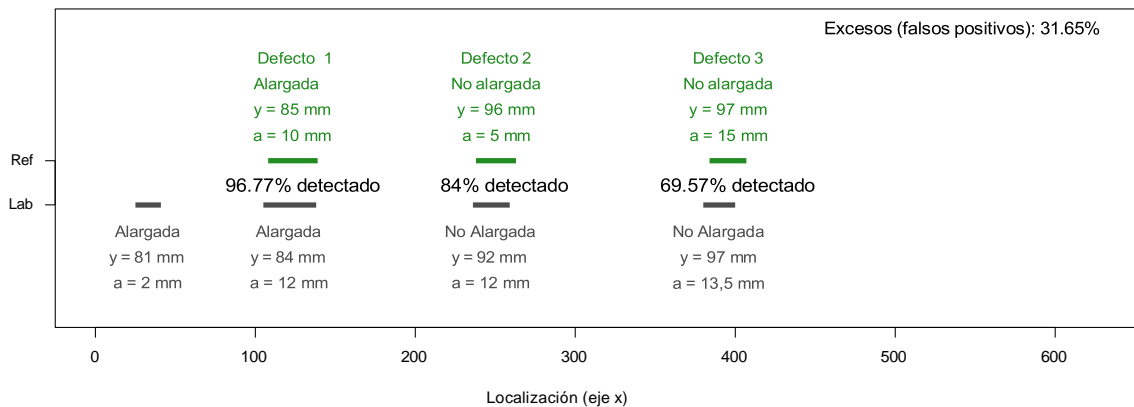 Excesos (falsos positivos): 31.65%
Defecto 1
Alargada
y = 85 mm
a = 10 mm
Defecto 2
No alargada
y = 96 mm
a = 5 mm
Defecto 3
No alargada
y = 97 mm
a = 15 mm
Ref
96.77% detectado
84% detectado
69.57% detectado
Lab
Alargada
y = 81 mm
a = 2 mm
Alargada
y = 84 mm
a = 12 mm
No Alargada
y = 92 mm
a = 12 mm
No Alargada
y = 97 mm
a = 13,5 mm
0 100 200 300 400 500 600
Localización (eje x)